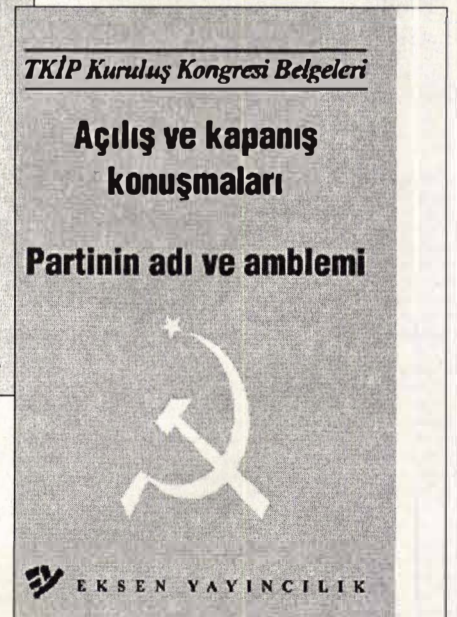 TKİP Kuruluş Kongresi Belgeleri
Açılış ve kapanış
konuşmaları
Partinin adı ve amblemi
EKSEN YAYINCILIK